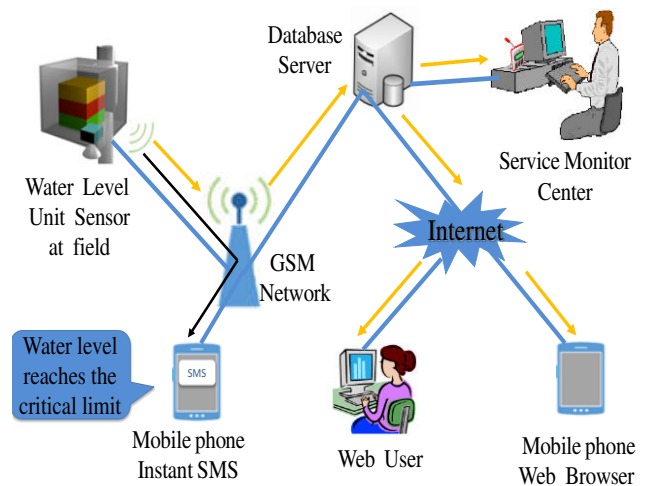 Database
Server
Water Level
Unit Sensor
at field
Service Monitor
Center
GSM
Network
Internet
Water level
reaches the
critical limit
SMS
Mobile phone
Instant SMS
Web User
Mobile phone
Web Browser